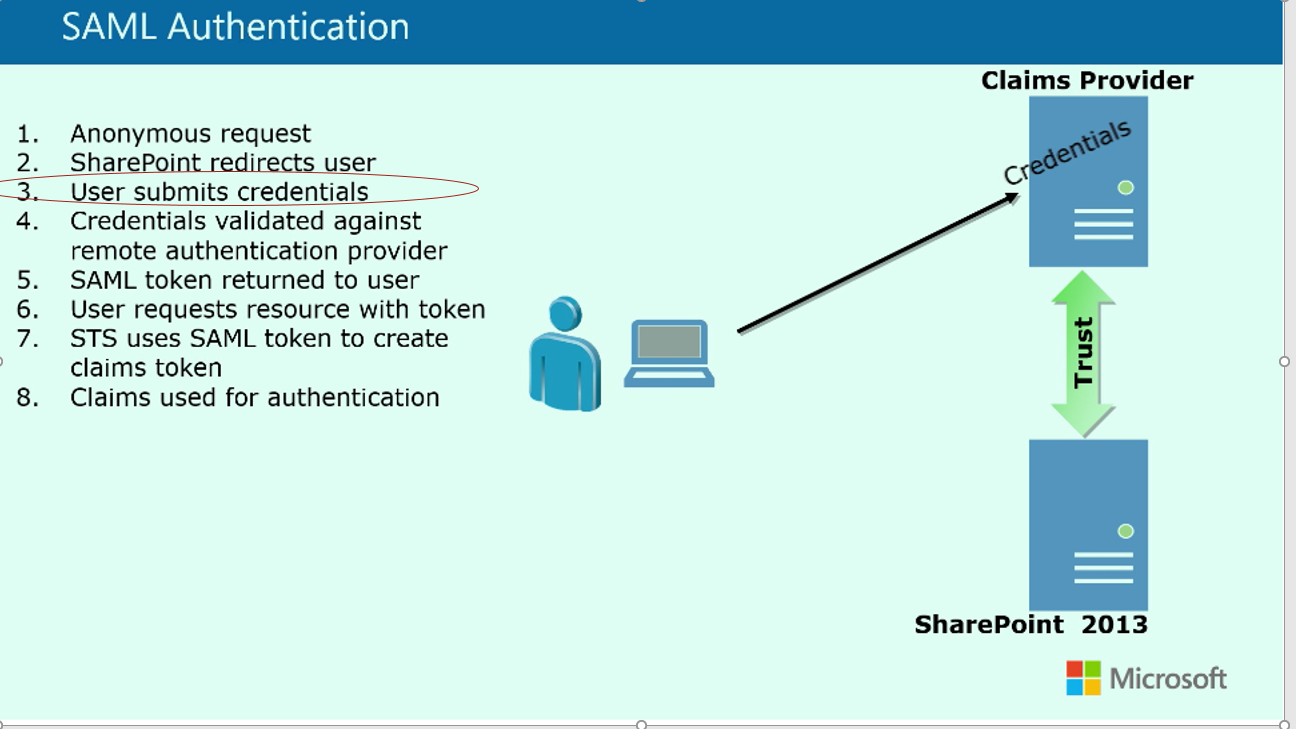 SAML Authentication
Claims Provider
Credentials
1. Anonymous request
2. SharePoint redirects user
3. User submits credentials
4. Credentials validated against
remote authentication provider
5. SAML token returned to user
6. User requests resource with token
7. STS uses SAML token to create
claims token
8. Claims used for authentication
Trust
SharePoint 2013
Microsoft